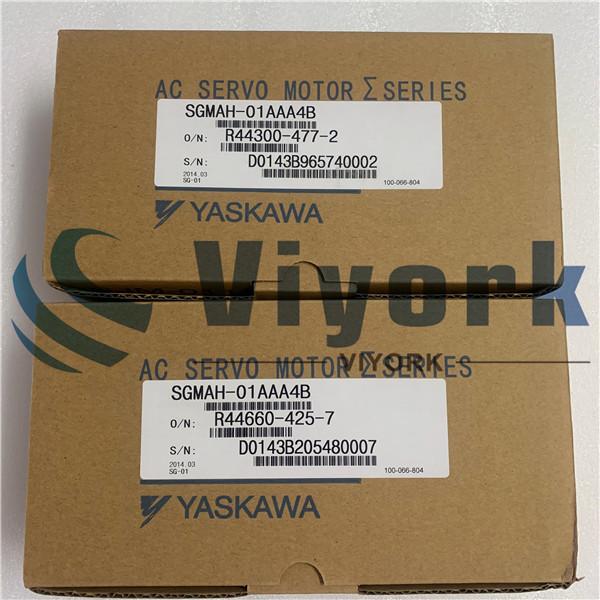 AC SERVO MOTOR Σ SERIES
SGMAH-01AAA4B
O/N: R44300-477-2
S/N: D0143B965740002
2014.03
SG-01
100-066-804
YASKAWA
Viyork
VIYORK
AC SERVO MOTOR Σ SERIES
SGMAH-01AAA4B
O/N: R44660-425-7
S/N: D0143B205480007
2014.03
SG-01
100-066-804
YASKAWA